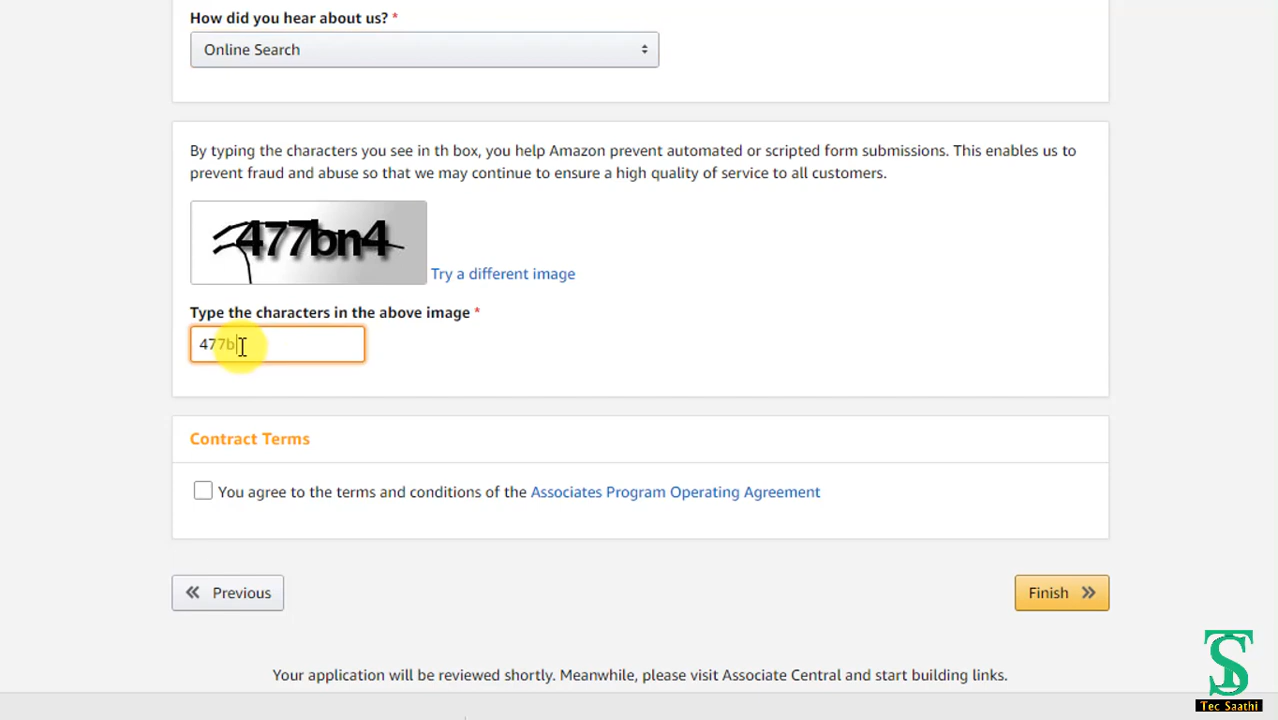 How did you hear about us? *
Online Search
By typing the characters you see in th box, you help Amazon prevent automated or scripted form submissions. This enables us to
prevent fraud and abuse so that we may continue to ensure a high quality of service to all customers.
477bn4
Try a different image
Type the characters in the above image *
477b
Contract Terms
You agree to the terms and conditions of the Associates Program Operating Agreement
Previous
Finish
Your application will be reviewed shortly. Meanwhile, please visit Associate Central and start building links.
TS
Tec Saathi